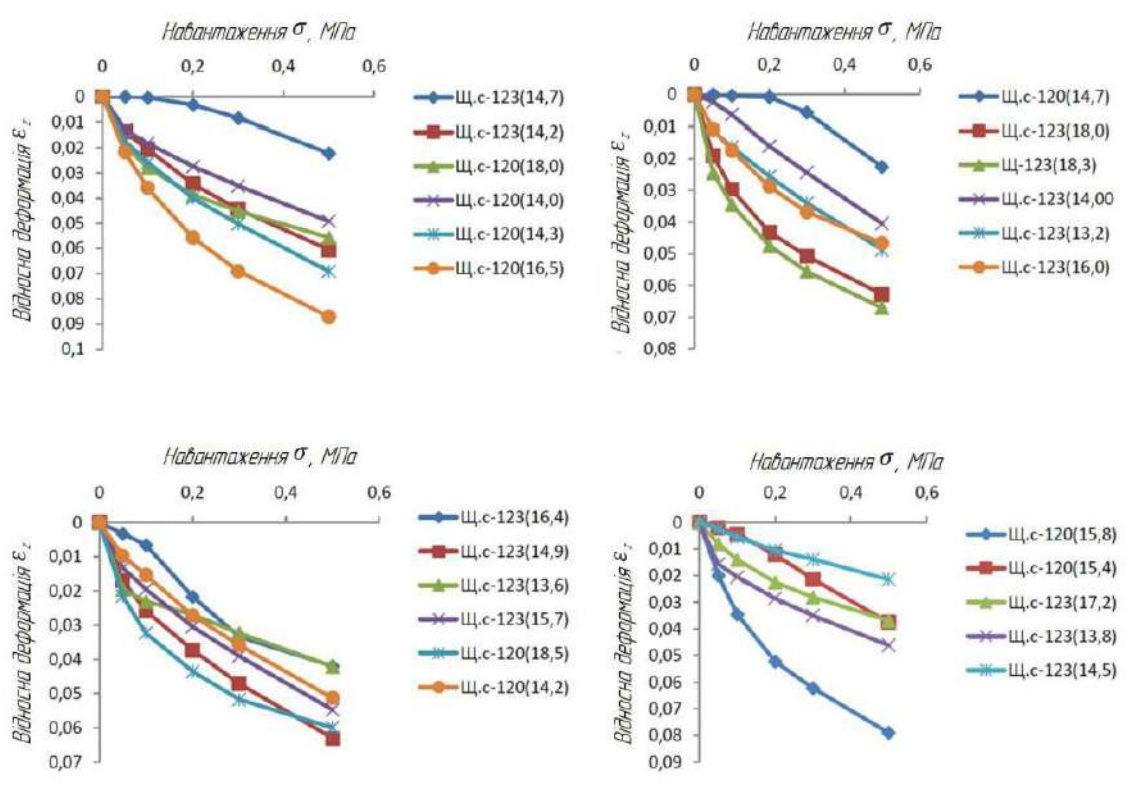 Навантаження σ, МПа
0 0,2 0,4 0,6
Відносна деформація ε z
0
0,01
0,02
0,03
0,04
0,05
0,06
0,07
0,08
0,09
0,1
Щ.с-123(14,7)
Щ.с-123(14,2)
Щ.с-120(18,0)
Щ.с-120(14,0)
Щ.с-120(14,3)
Щ.с-120(16,5)
Навантаження σ, МПа
0 0,2 0,4 0,6
Відносна деформація ε z
0
0,01
0,02
0,03
0,04
0,05
0,06
0,07
0,08
Щ.с-120(14,7)
Щ.с-123(18,0)
Щ-123(18,3)
Щ.с-123(14,00
Щ.с-123(13,2)
Щ.с-123(16,0)
Навантаження σ, МПа
0 0,2 0,4 0,6
Відносна деформація ε z
0
0,01
0,02
0,03
0,04
0,05
0,06
0,07
Щ.с-123(16,4)
Щ.с-123(14,9)
Щ.с-123(13,6)
Щ.с-123(15,7)
Щ.с-120(18,5)
Щ.с-120(14,2)
Навантаження σ, МПа
0 0,2 0,4 0,6
Відносна деформація ε z
0
0,01
0,02
0,03
0,04
0,05
0,06
0,07
0,08
0,09
Щ.с-120(15,8)
Щ.с-120(15,4)
Щ.с-123(17,2)
Щ.с-123(13,8)
Щ.с-123(14,5)